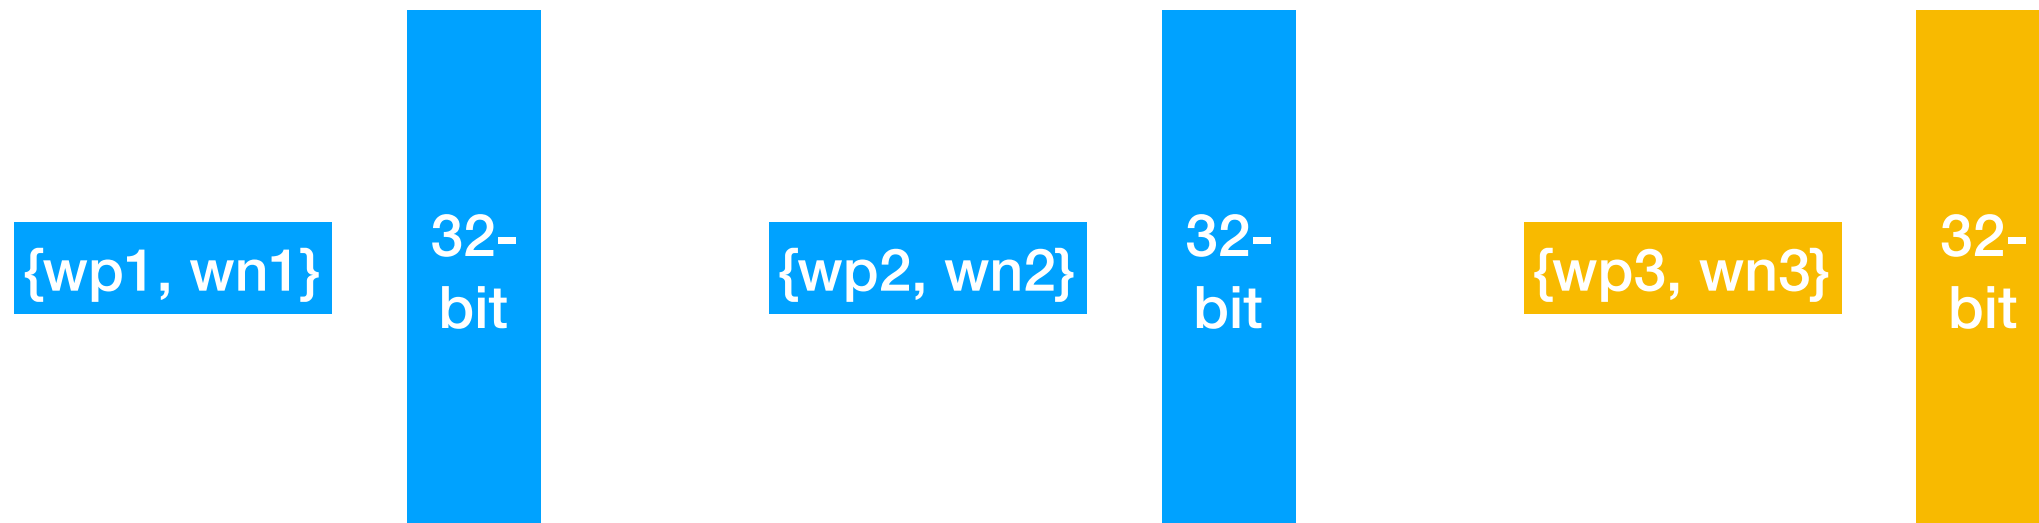 {wp1, wn1}
32-
bit
{wp2, wn2}
32-
bit
{wp3, wn3}
32-
bit